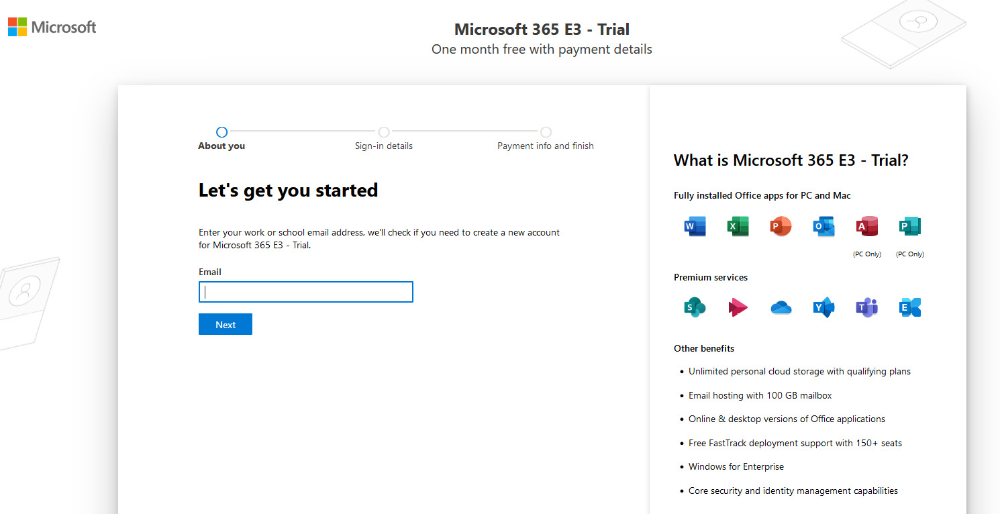 Microsoft
Microsoft 365 E3 - Trial
One month free with payment details
About you
Sign-in details
Payment info and finish
Let's get you started
Enter your work or school email address, we'll check if you need to create a new account
for Microsoft 365 E3 - Trial.
Email
Next
What is Microsoft 365 E3 - Trial?
Fully installed Office apps for PC and Mac
W X P O A P
(PC Only) (PC Only)
Premium services
S Y T E
Other benefits
• Unlimited personal cloud storage with qualifying plans
• Email hosting with 100 GB mailbox
• Online & desktop versions of Office applications
• Free FastTrack deployment support with 150+ seats
• Windows for Enterprise
• Core security and identity management capabilities